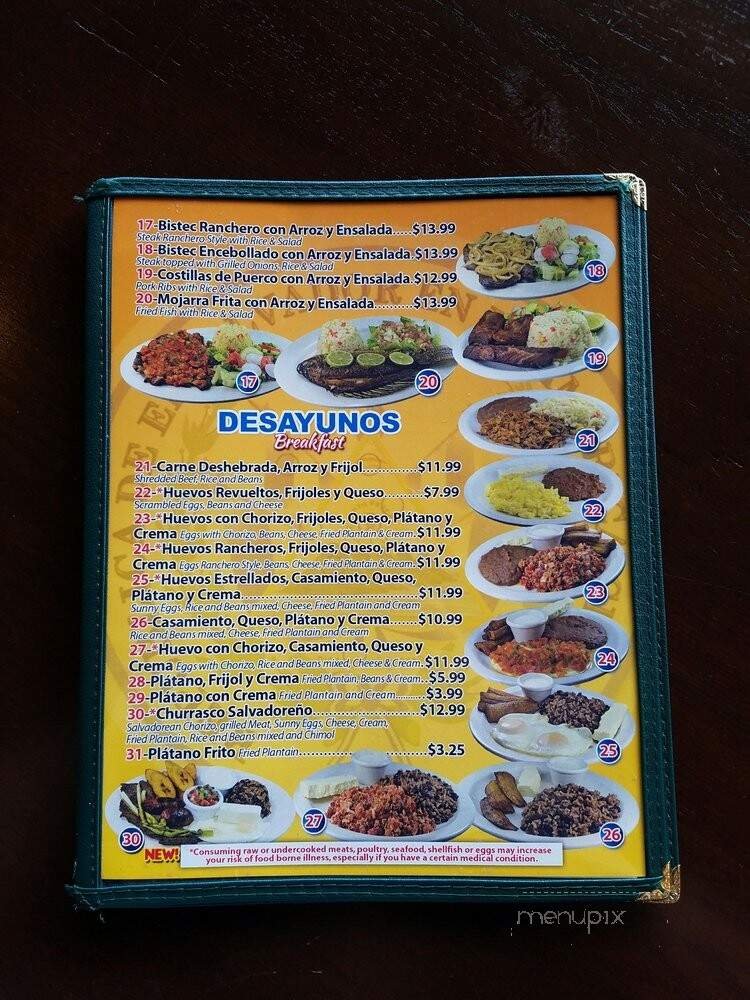 17-Bistec Ranchero con Arroz y Ensalada.....$13.99
Steak Ranchero Style with Rice & Salad
18-Bistec Encebollado con Arroz y Ensalada.$13.99
Steak topped with Grilled Onions, Rice & Salad
19-Costillas de Puerco con Arroz y Ensalada.$12.99
Pork Ribs with Rice & Salad
20-Mojarra Frita con Arroz y Ensalada..........$13.99
Fried Fish with Rice & Salad
18
19
17
20
DESAYUNOS
Breakfast
21
21-Carne Deshebrada, Arroz y Frijol..............$11.99
Shredded Beef, Rice and Beans
22-*Huevos Revueltos, Frijoles y Queso..........$7.99
Scrambled Eggs, Beans and Cheese
23-*Huevos con Chorizo, Frijoles, Queso, Plátano y
Crema Eggs with Chorizo, Beans, Cheese, Fried Plantain & Cream.$11.99
24-*Huevos Rancheros, Frijoles, Queso, Plátano y
Crema Eggs Ranchero Style, Beans, Cheese, Fried Plantain & Cream.$11.99
25-*Huevos Estrellados, Casamiento, Queso,
Plátano y Crema.............................................$11.99
Sunny Eggs, Rice and Beans mixed, Cheese, Fried Plantain and Cream
26-Casamiento, Queso, Plátano y Crema.......$10.99
Rice and Beans mixed, Cheese, Fried Plantain and Cream
27-*Huevo con Chorizo, Casamiento, Queso y
Crema Eggs with Chorizo, Rice and Beans mixed, Cheese & Cream.$11.99
28-Plátano, Frijol y Crema Fried Plantain, Beans & Cream...$5.99
29-Plátano con Crema Fried Plantain and Cream..........$3.99
30-*Churrasco Salvadoreño...........................$12.99
Salvadorean Chorizo, grilled Meat, Sunny Eggs, Cheese, Cream,
Fried Plantain, Rice and Beans mixed and Chimol
31-Plátano Frito Fried Plantain................................$3.25
22
23
24
25
30
27
26
NEW!
*Consuming raw or undercooked meats, poultry, seafood, shellfish or eggs may increase
your risk of food borne illness, especially if you have a certain medical condition.
menupix